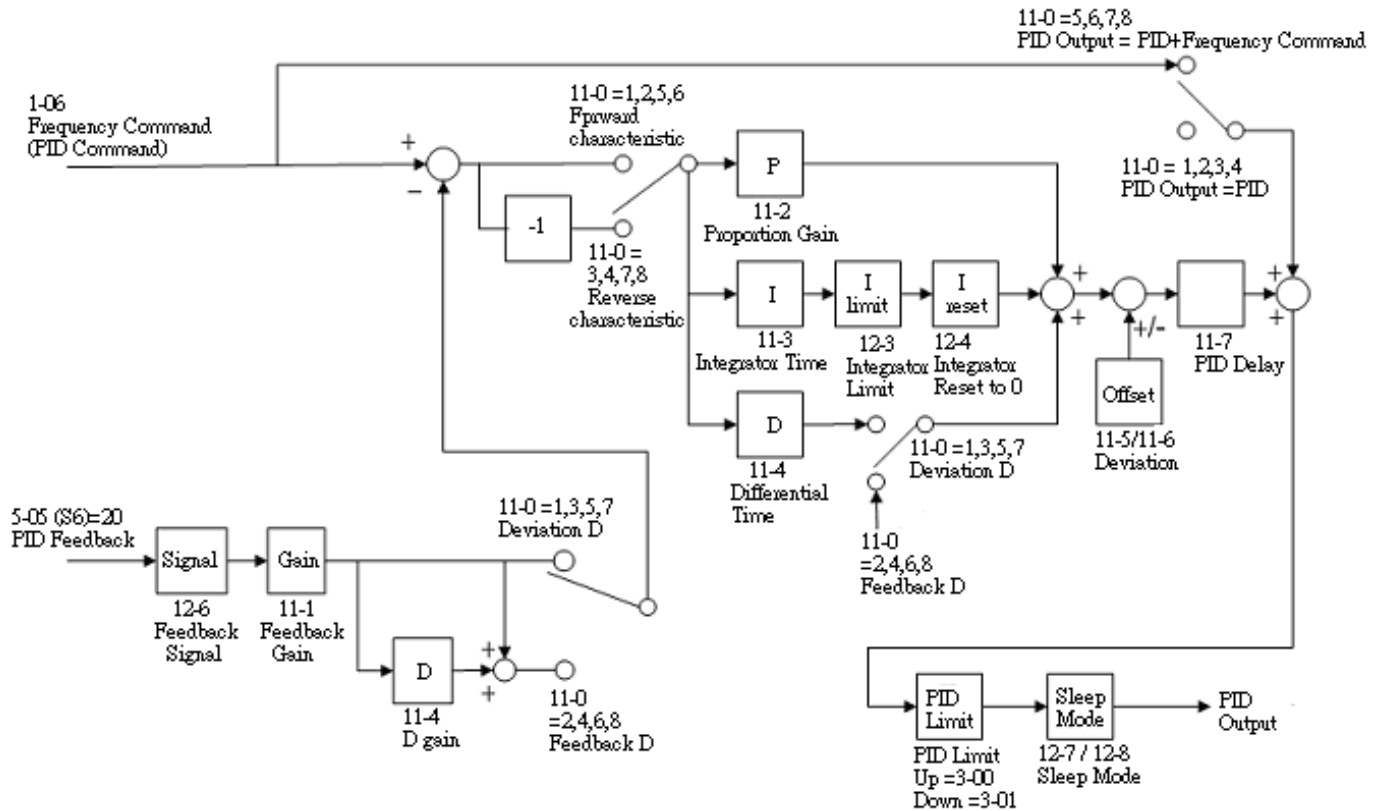 11-0 =5,6,7,8
PID Output = PID+Frequency Command
1-06
Frequency Command
(PID Command)
11-0 =1,2,5,6
Fprward
characteristic
+
−
-1
11-0 =
3,4,7,8
Reverse
characteristic
P
11-2
Proportion Gain
11-0 = 1,2,3,4
PID Output =PID
I
11-3
Integrator Time
I
limit
12-3
Integrator
Limit
I
reset
12-4
Integrator
Reset to 0
+
+
+/-
Offset
11-5/11-6
Deviation
11-7
PID Delay
+
+
D
11-4
Differential
Time
11-0 =1,3,5,7
Deviation D
11-0
=2,4,6,8
Feedback D
5-05 (S6)=20
PID Feedback
Signal
12-6
Feedback
Signal
Gain
11-1
Feedback
Gain
11-0 =1,3,5,7
Deviation D
D
11-4
D gain
+
+
11-0
=2,4,6,8
Feedback D
PID
Limit
PID Limit
Up =3-00
Down =3-01
Sleep
Mode
12-7 / 12-8
Sleep Mode
PID
Output